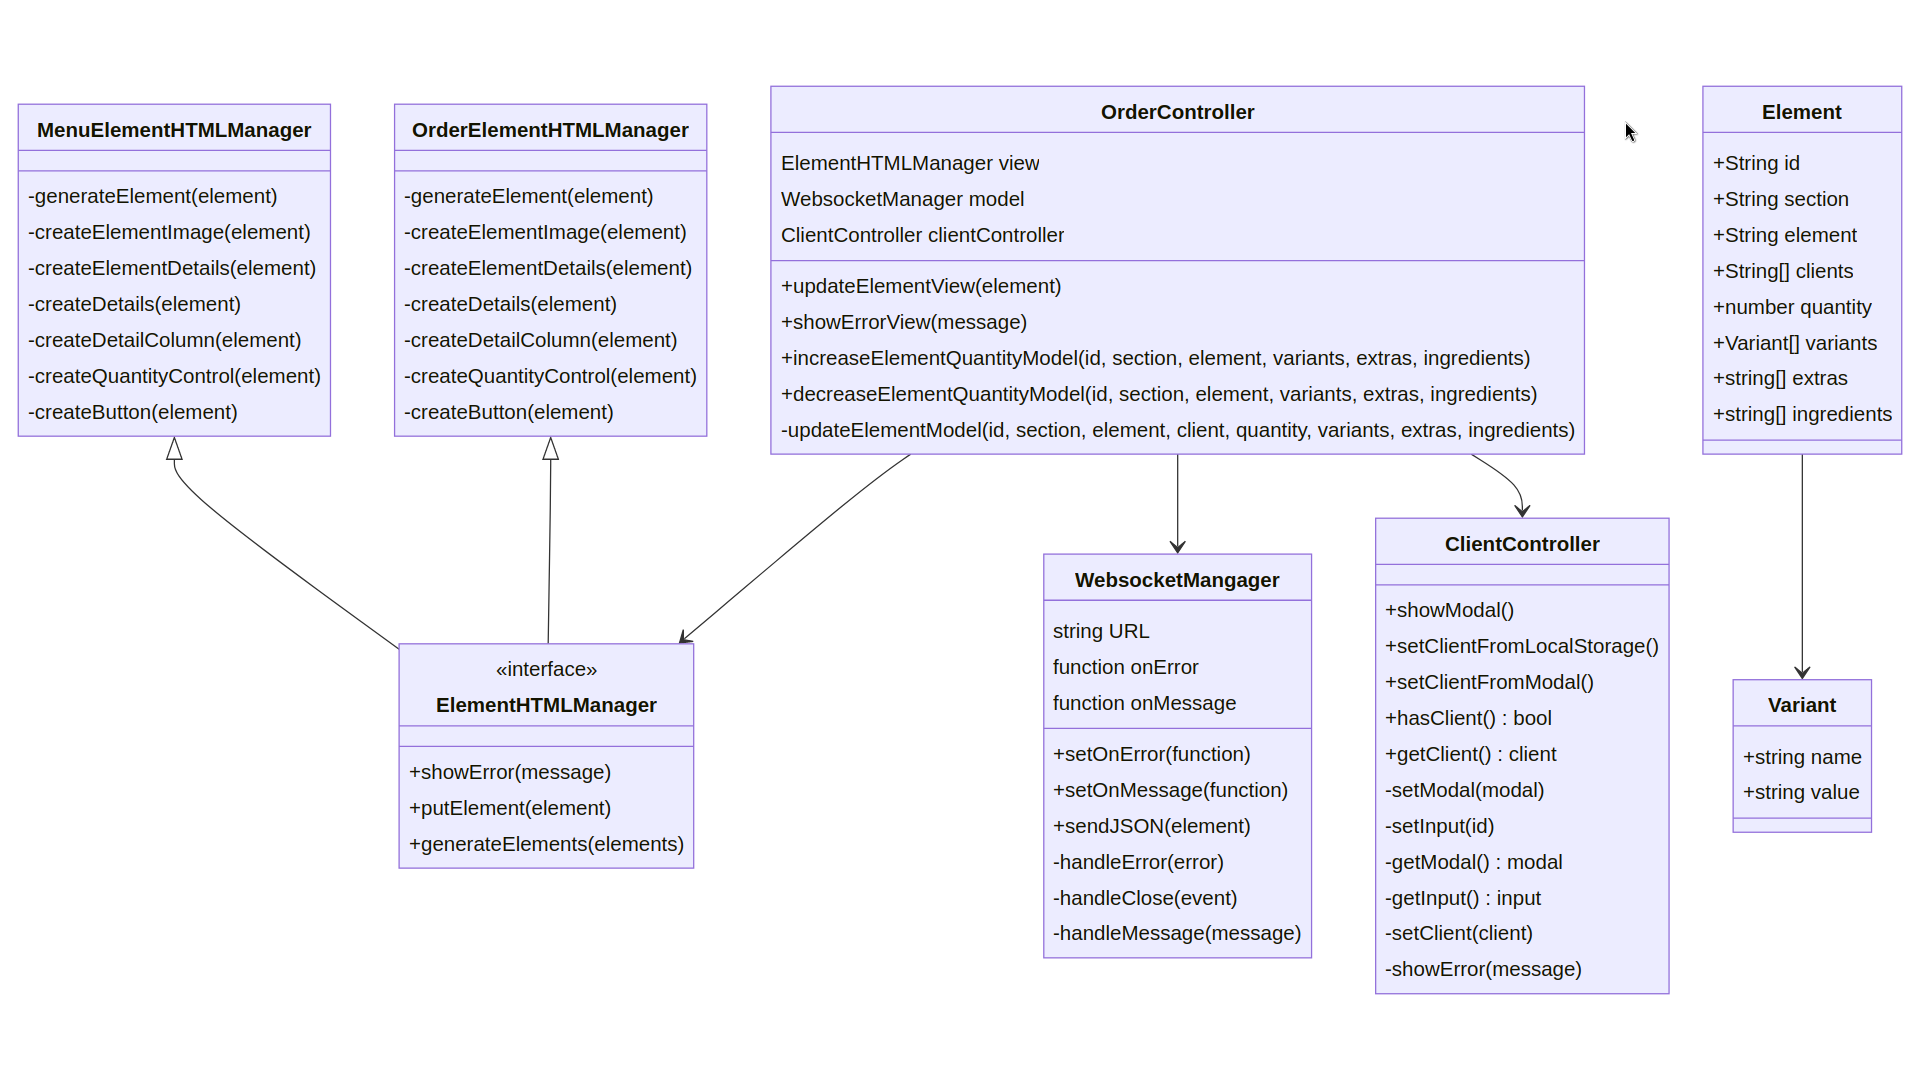 MenuElementHTMLManager
-generateElement(element)
-createElementImage(element)
-createElementDetails(element)
-createDetails(element)
-createDetailColumn(element)
-createQuantityControl(element)
-createButton(element)
OrderElementHTMLManager
-generateElement(element)
-createElementImage(element)
-createElementDetails(element)
-createDetails(element)
-createDetailColumn(element)
-createQuantityControl(element)
-createButton(element)
OrderController
ElementHTMLManager view
WebsocketManager model
ClientController clientController
+updateElementView(element)
+showErrorView(message)
+increaseElementQuantityModel(id, section, element, variants, extras, ingredients)
+decreaseElementQuantityModel(id, section, element, variants, extras, ingredients)
-updateElementModel(id, section, element, client, quantity, variants, extras, ingredients)
Element
+String id
+String section
+String element
+String[] clients
+number quantity
+Variant[] variants
+string[] extras
+string[] ingredients
«interface»
ElementHTMLManager
+showError(message)
+putElement(element)
+generateElements(elements)
WebsocketMangager
string URL
function onError
function onMessage
+setOnError(function)
+setOnMessage(function)
+sendJSON(element)
-handleError(error)
-handleClose(event)
-handleMessage(message)
ClientController
+showModal()
+setClientFromLocalStorage()
+setClientFromModal()
+hasClient() : bool
+getClient() : client
-setModal(modal)
-setInput(id)
-getModal() : modal
-getInput() : input
-setClient(client)
-showError(message)
Variant
+string name
+string value